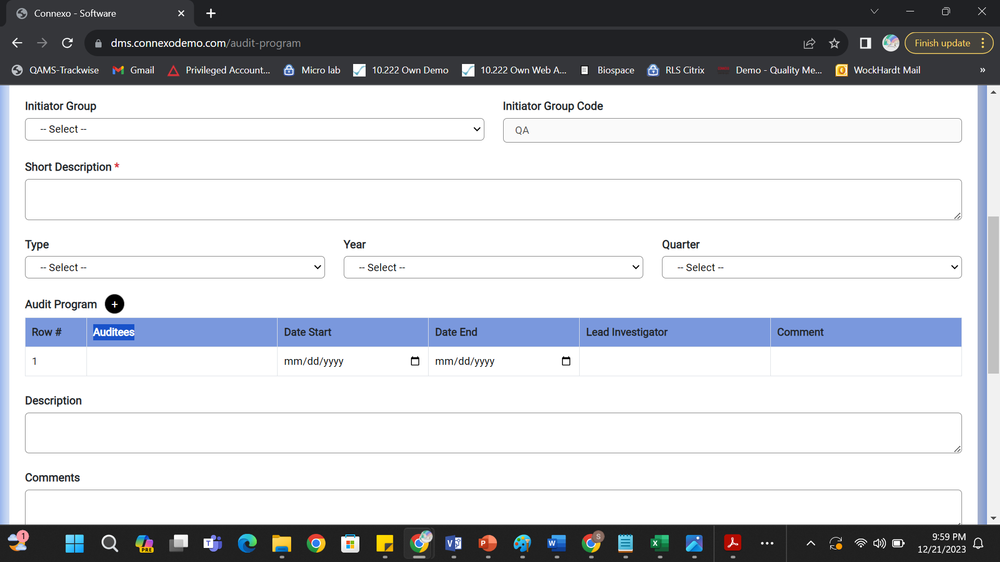 Connexo - Software
dms.connexodemo.com/audit-program
Finish update
QAMS-Trackwise Gmail Privileged Account... Micro lab 10.222 Own Demo 10.222 Own Web A... Biospace RLS Citrix Demo - Quality Me... WockHardt Mail »
Initiator Group Initiator Group Code
-- Select -- QA
Short Description *
Type Year Quarter
-- Select -- -- Select -- -- Select --
Audit Program +
Row # Auditees Date Start Date End Lead Investigator Comment
1 mm/dd/yyyy mm/dd/yyyy
Description
Comments
1
PRE
T
V
P
W
S
X
9:59 PM
12/21/2023